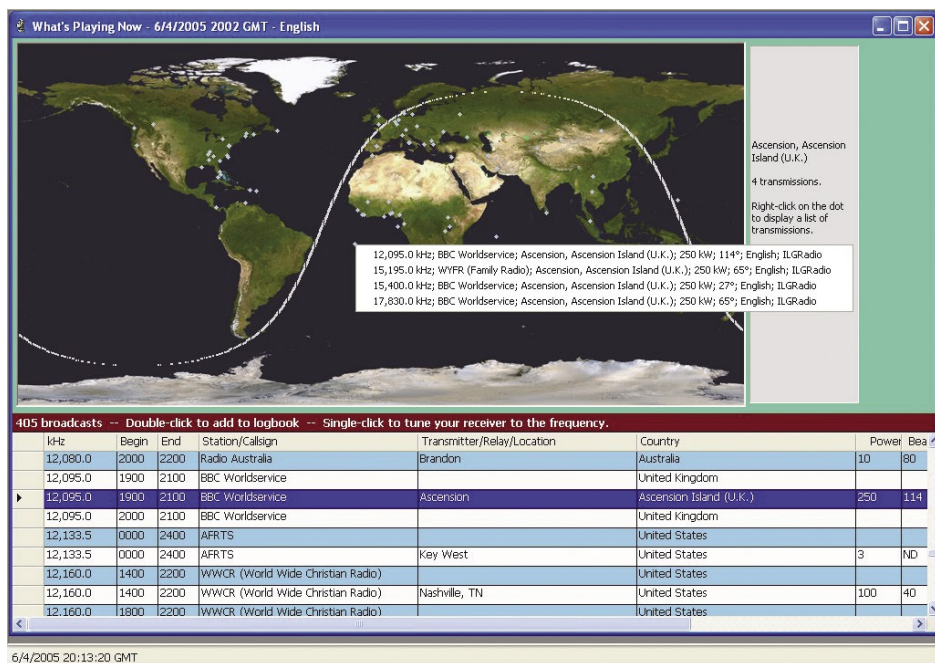 What's Playing Now - 6/4/2005 2002 GMT - English
Ascension, Ascension
Island (U.K.)
4 transmissions.
Right-click on the dot
to display a list of
transmissions.
12,095.0 kHz; BBC Worldservice; Ascension, Ascension Island (U.K.); 250 kW; 114°; English; ILGRadio
15,195.0 kHz; WYFR (Family Radio); Ascension, Ascension Island (U.K.); 250 kW; 65°; English; ILGRadio
15,400.0 kHz; BBC Worldservice; Ascension, Ascension Island (U.K.); 250 kW; 27°; English; ILGRadio
17,830.0 kHz; BBC Worldservice; Ascension, Ascension Island (U.K.); 250 kW; 65°; English; ILGRadio
405 broadcasts -- Double-click to add to logbook -- Single-click to tune your receiver to the frequency.
kHz Begin End Station/Callsign Transmitter/Relay/Location Country Power Bea
12,080.0 2000 2200 Radio Australia Brandon Australia 10 80
12,095.0 1900 2100 BBC Worldservice United Kingdom
12,095.0 1900 2100 BBC Worldservice Ascension Ascension Island (U.K.) 250 114
12,095.0 2000 2100 BBC Worldservice United Kingdom
12,133.5 0000 2400 AFRTS United States
12,133.5 0000 2400 AFRTS Key West United States 3 ND
12,160.0 1400 2200 WWCR (World Wide Christian Radio) United States
12,160.0 1400 2200 WWCR (World Wide Christian Radio) Nashville, TN United States 100 40
12,160.0 1800 2200 WWCR (World Wide Christian Radio) United States
6/4/2005 20:13:20 GMT